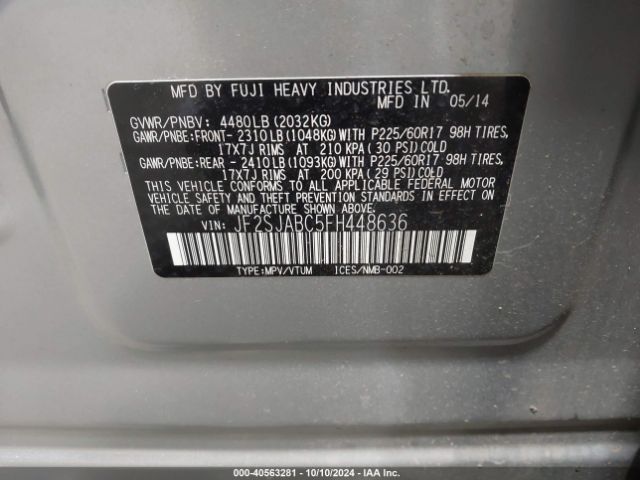 MFD BY FUJI HEAVY INDUSTRIES LTD.
MFD IN 05/14
GVWR/PNBV: 4480LB (2032KG)
GAWR/PNBE:FRONT- 2310LB(1048KG)WITH P225/60R17 98H TIRES,
17X7J RIMS AT 210 KPA ( 30 PSI) COLD
GAWR/PNBE:REAR - 2410LB(1093KG)WITH P225/60R17 98H TIRES,
17X7J RIMS AT 200 KPA (29 PSI) COLD
THIS VEHICLE CONFORMS TO ALL APPLICABLE FEDERAL MOTOR
VEHICLE SAFETY AND THEFT PREVENTION STANDARDS IN EFFECT
ON THE DATE OF MANUFACTURE SHOWN ABOVE.
VIN: JF2SJABC5FH448636
TYPE:MPV/VTUM ICES/NMB-002
000-40563281 - 10/10/2024 - IAA Inc.